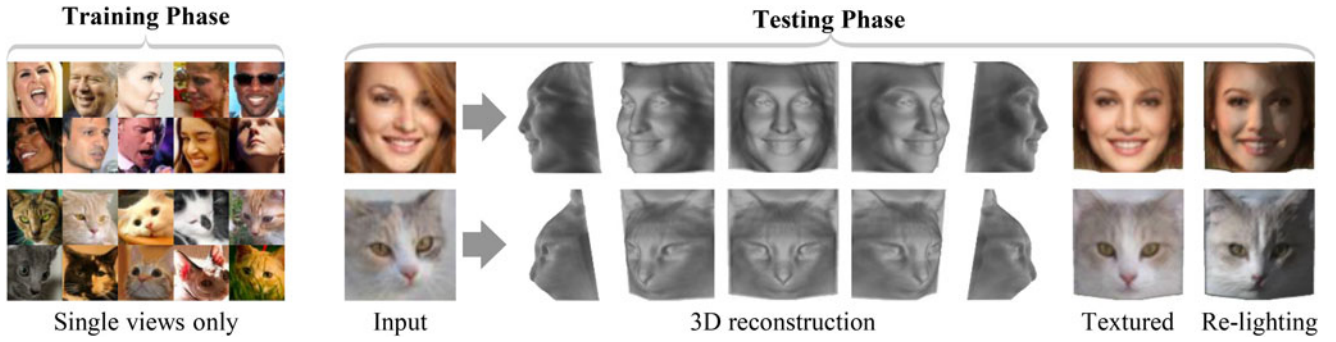 Training Phase
Testing Phase
Single views only
Input
3D reconstruction
Textured
Re-lighting